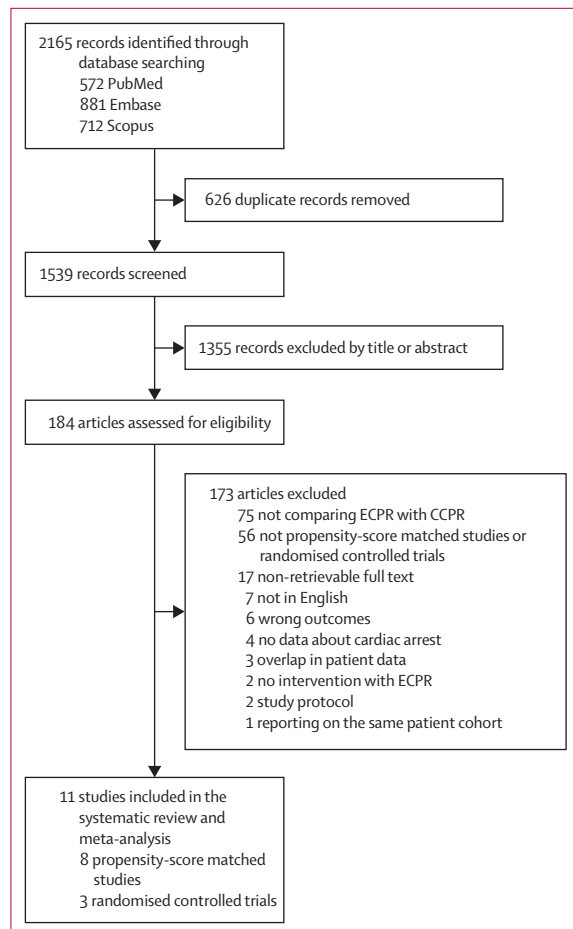 2165 records identified through
database searching
572 PubMed
881 Embase
712 Scopus
626 duplicate records removed
1539 records screened
1355 records excluded by title or abstract
184 articles assessed for eligibility
173 articles excluded
75 not comparing ECPR with CCPR
56 not propensity-score matched studies or
randomised controlled trials
17 non-retrievable full text
7 not in English
6 wrong outcomes
4 no data about cardiac arrest
3 overlap in patient data
2 no intervention with ECPR
2 study protocol
1 reporting on the same patient cohort
11 studies included in the
systematic review and
meta-analysis
8 propensity-score matched
studies
3 randomised controlled trials